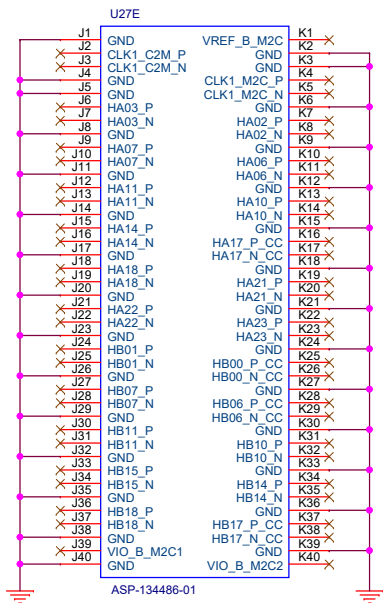 U27E
J1 GND VREF_B_M2C K1
J2 CLK1_C2M_P GND K2
J3 CLK1_C2M_N GND K3
J4 GND CLK1_M2C_P K4
J5 GND CLK1_M2C_N K5
J6 HA03_P GND K6
J7 HA03_N HA02_P K7
J8 GND HA02_N K8
J9 HA07_P GND K9
J10 HA07_N HA06_P K10
J11 GND HA06_N K11
J12 HA11_P GND K12
J13 HA11_N HA10_P K13
J14 GND HA10_N K14
J15 HA14_P GND K15
J16 HA14_N HA17_P_CC K16
J17 GND HA17_N_CC K17
J18 HA18_P GND K18
J19 HA18_N HA21_P K19
J20 GND HA21_N K20
J21 HA22_P GND K21
J22 HA22_N HA23_P K22
J23 GND HA23_N K23
J24 HB01_P GND K24
J25 HB01_N HB00_P_CC K25
J26 GND HB00_N_CC K26
J27 HB07_P GND K27
J28 HB07_N HB06_P_CC K28
J29 GND HB06_N_CC K29
J30 HB11_P GND K30
J31 HB11_N HB10_P K31
J32 GND HB10_N K32
J33 HB15_P GND K33
J34 HB15_N HB14_P K34
J35 GND HB14_N K35
J36 HB18_P GND K36
J37 HB18_N HB17_P_CC K37
J38 GND HB17_N_CC K38
J39 VIO_B_M2C1 GND K39
J40 GND VIO_B_M2C2 K40
ASP-134486-01